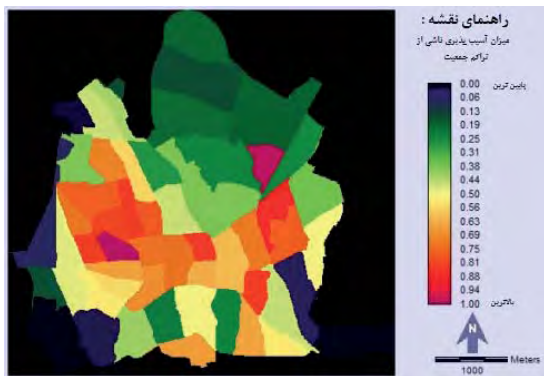 راهنمای نقشه :
میزان آسیب پذیری ناشی از
تراکم جمعیت
0.00 پایین ترین
0.06
0.13
0.19
0.25
0.31
0.38
0.44
0.50
0.56
0.63
0.69
0.75
0.81
0.88
0.94
1.00 بالاترین
N
Meters
1000